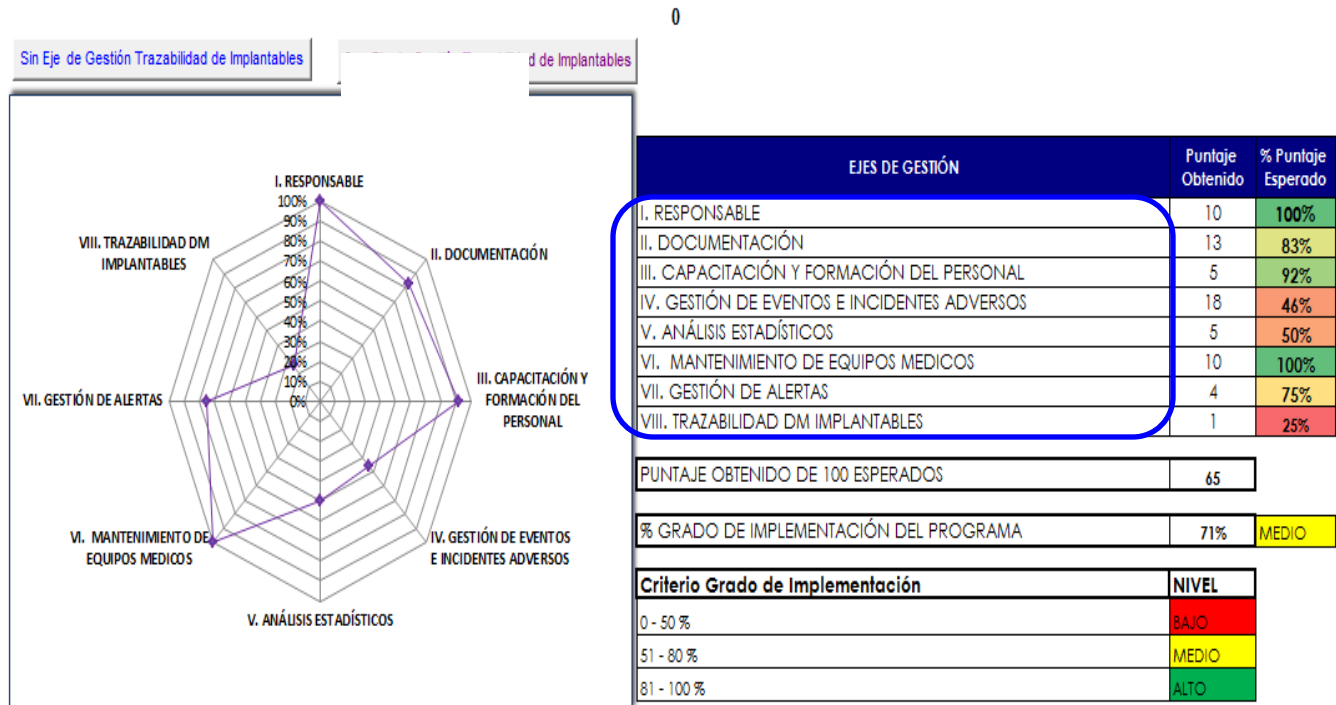 0
Sin Eje de Gestión Trazabilidad de Implantables
d de Implantables
I. RESPONSABLE
100%
90%
80%
70%
60%
50%
40%
30%
20%
10%
0%
II. DOCUMENTACIÓN
III. CAPACITACIÓN Y
FORMACIÓN DEL
PERSONAL
IV. GESTIÓN DE EVENTOS
E INCIDENTES ADVERSOS
V. ANÁLISIS ESTADÍSTICOS
VI. MANTENIMIENTO DE
EQUIPOS MEDICOS
VII. GESTIÓN DE ALERTAS
VIII. TRAZABILIDAD DM
IMPLANTABLES
EJES DE GESTIÓN Puntaje Obtenido % Puntaje Esperado
I. RESPONSABLE 10 100%
II. DOCUMENTACIÓN 13 83%
III. CAPACITACIÓN Y FORMACIÓN DEL PERSONAL 5 92%
IV. GESTIÓN DE EVENTOS E INCIDENTES ADVERSOS 18 46%
V. ANÁLISIS ESTADÍSTICOS 5 50%
VI. MANTENIMIENTO DE EQUIPOS MEDICOS 10 100%
VII. GESTIÓN DE ALERTAS 4 75%
VIII. TRAZABILIDAD DM IMPLANTABLES 1 25%
PUNTAJE OBTENIDO DE 100 ESPERADOS 65
% GRADO DE IMPLEMENTACIÓN DEL PROGRAMA 71% MEDIO
Criterio Grado de Implementación NIVEL
0 - 50 % BAJO
51 - 80 % MEDIO
81 - 100 % ALTO